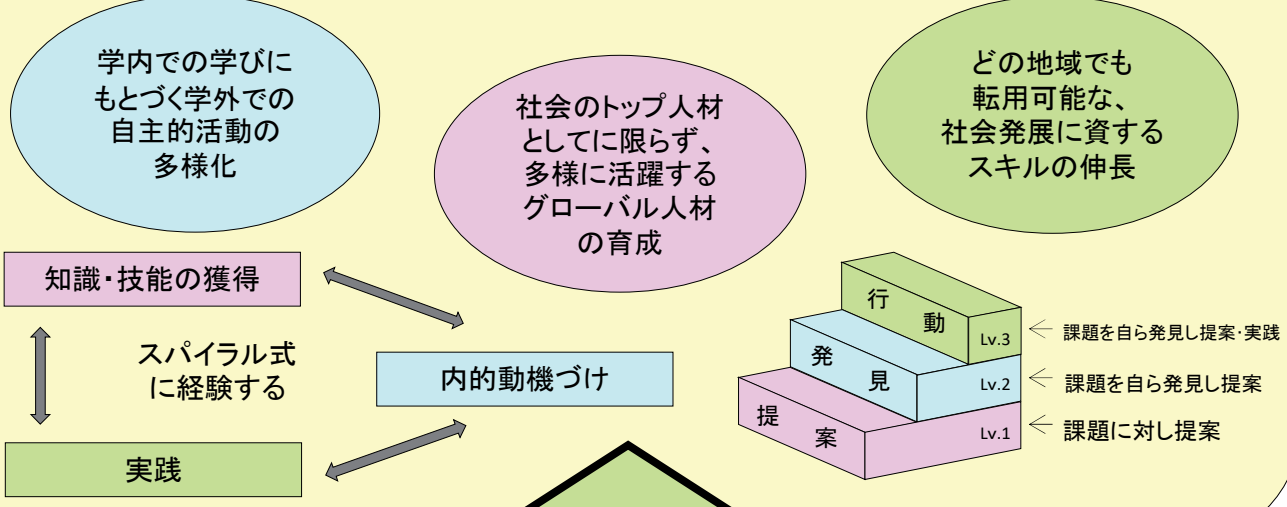 学内での学びに
もとづく学外での
自主的活動の
多様化
社会のトップ人材
としてに限らず、
多様に活躍する
グローバル人材
の育成
どの地域でも
転用可能な、
社会発展に資する
スキルの伸長
知識・技能の獲得
スパイラル式
に経験する
内的動機づけ
実践
行動
Lv.3
課題を自ら発見し提案・実践
発見
Lv.2
課題を自ら発見し提案
提案
Lv.1
課題に対し提案